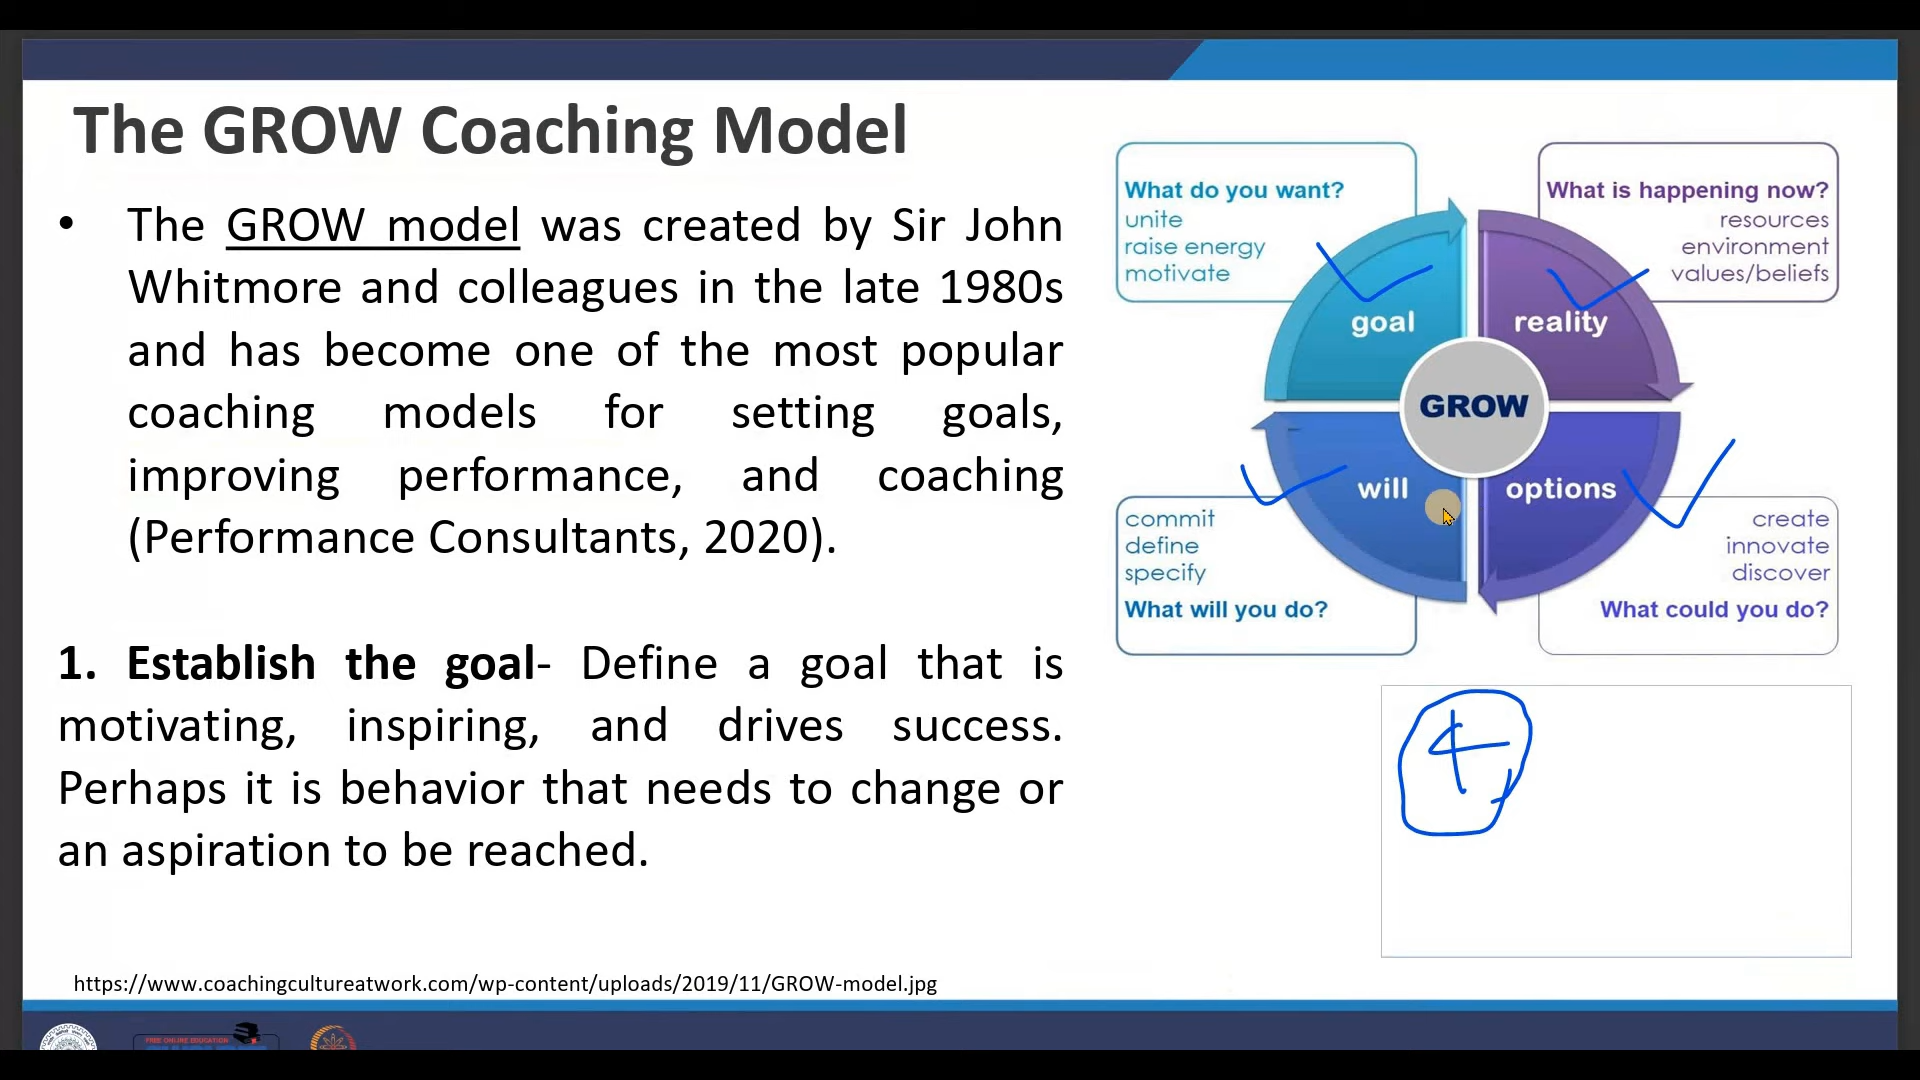 The GROW Coaching Model
• The GROW model was created by Sir John
Whitmore and colleagues in the late 1980s
and has become one of the most popular
coaching models for setting goals,
improving performance, and coaching
(Performance Consultants, 2020).
1. Establish the goal- Define a goal that is
motivating, inspiring, and drives success.
Perhaps it is behavior that needs to change or
an aspiration to be reached.
https://www.coachingcultureatwork.com/wp-content/uploads/2019/11/GROW-model.jpg
What do you want?
unite
raise energy
motivate
What is happening now?
resources
environment
values/beliefs
goal
reality
GROW
will
options
commit
define
specify
What will you do?
create
innovate
discover
What could you do?
4
FREE ONLINE EDUCATION